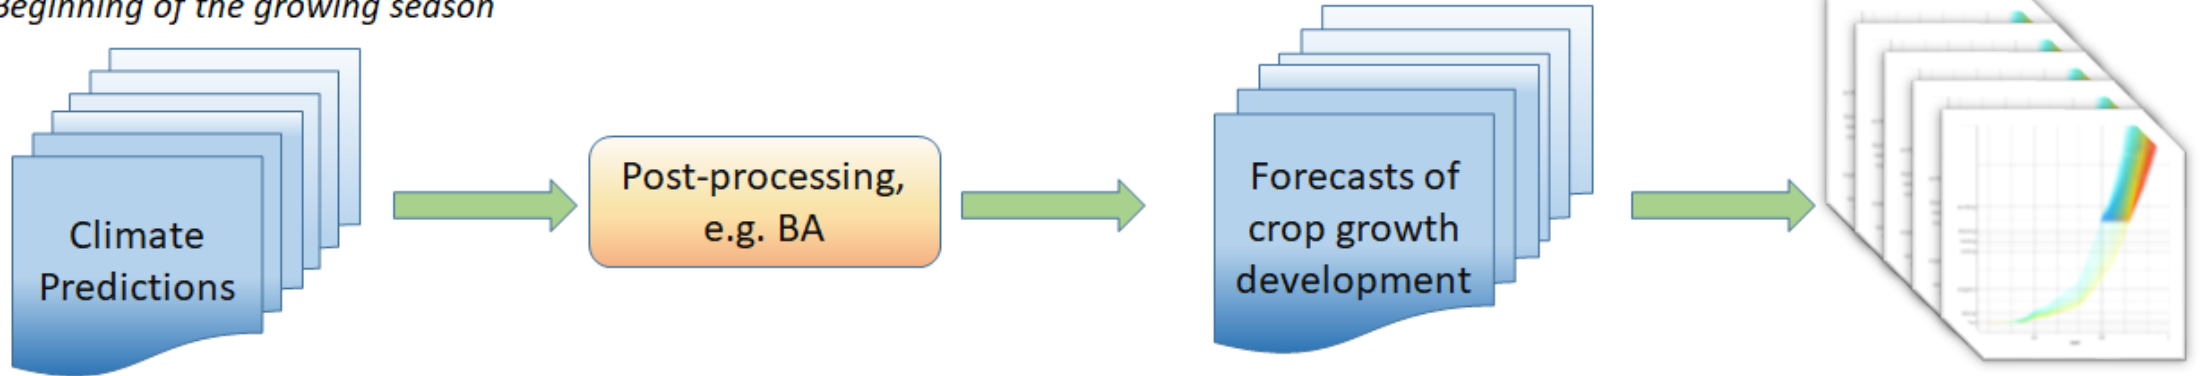 Beginning of the growing season
Climate
Predictions
Post-processing,
e.g. BA
Forecasts of
crop growth
development